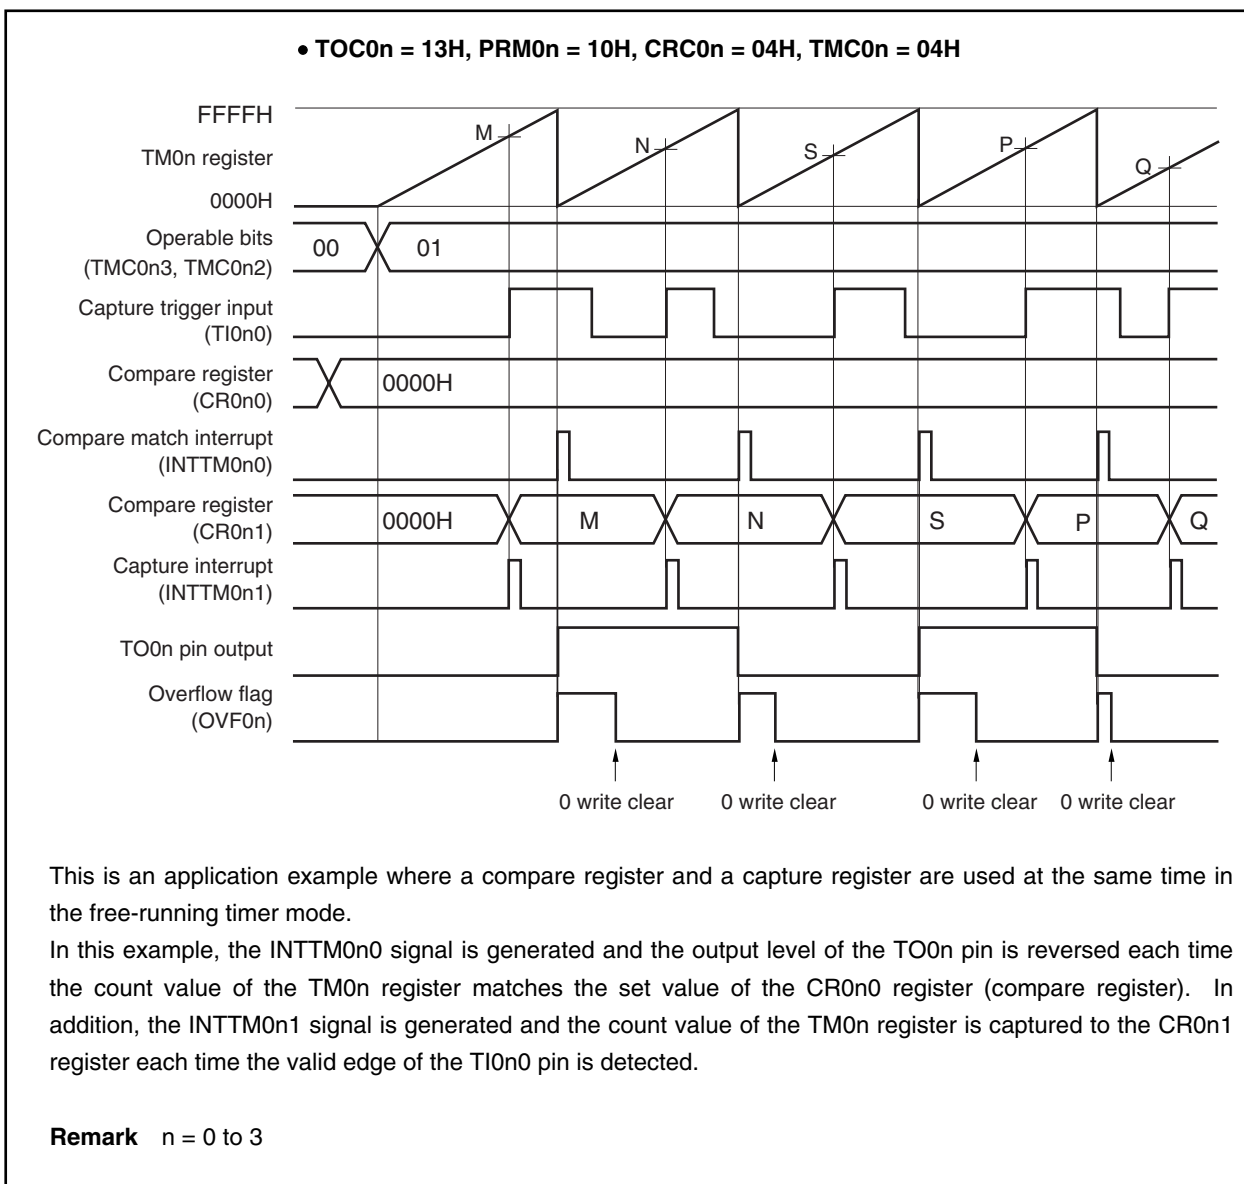 • TOC0n = 13H, PRM0n = 10H, CRC0n = 04H, TMC0n = 04H
FFFFH
TM0n register
0000H
M
N
S
P
Q
Operable bits
(TMC0n3, TMC0n2)
00
01
Capture trigger input
(TI0n0)
Compare register
(CR0n0)
0000H
Compare match interrupt
(INTTM0n0)
Compare register
(CR0n1)
0000H
M
N
S
P
Q
Capture interrupt
(INTTM0n1)
TO0n pin output
Overflow flag
(OVF0n)
0 write clear
0 write clear
0 write clear
0 write clear
This is an application example where a compare register and a capture register are used at the same time in
the free-running timer mode.
In this example, the INTTM0n0 signal is generated and the output level of the TO0n pin is reversed each time
the count value of the TM0n register matches the set value of the CR0n0 register (compare register). In
addition, the INTTM0n1 signal is generated and the count value of the TM0n register is captured to the CR0n1
register each time the valid edge of the TI0n0 pin is detected.
Remark n = 0 to 3